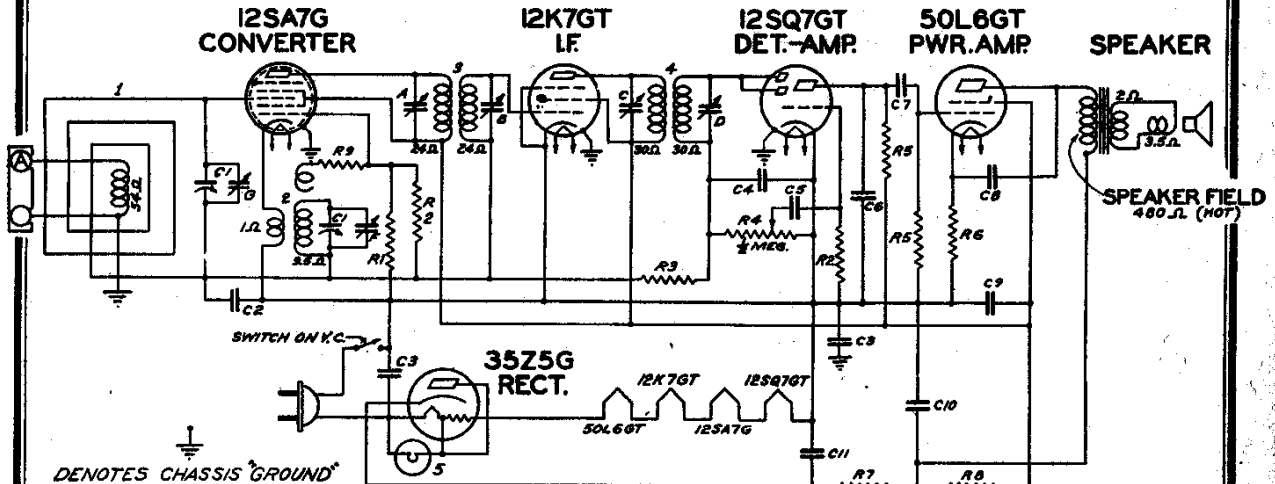 12SA7G
CONVERTER
12K7GT
I.F.
12SQ7GT
DET.-AMP.
50L6GT
PWR. AMP.
SPEAKER
1
A
3
B
C
4
D
C7
A
54Ω
C1
G
24Ω
24Ω
30Ω
30Ω
2Ω
3.5Ω
R9
2
1Ω
C1
F
9.5Ω
R1
R
2
C4
C5
R4
½ MEG.
R3
R2
C6
R5
R5
R6
C8
SPEAKER FIELD
480 Ω (HOT)
C2
C9
SWITCH ON V.C.
C3
C3
35Z5G
RECT.
12K7GT
12SQ7GT
50L6GT
12SA7G
5
C10
C11
R7
R8
DENOTES CHASSIS "GROUND"